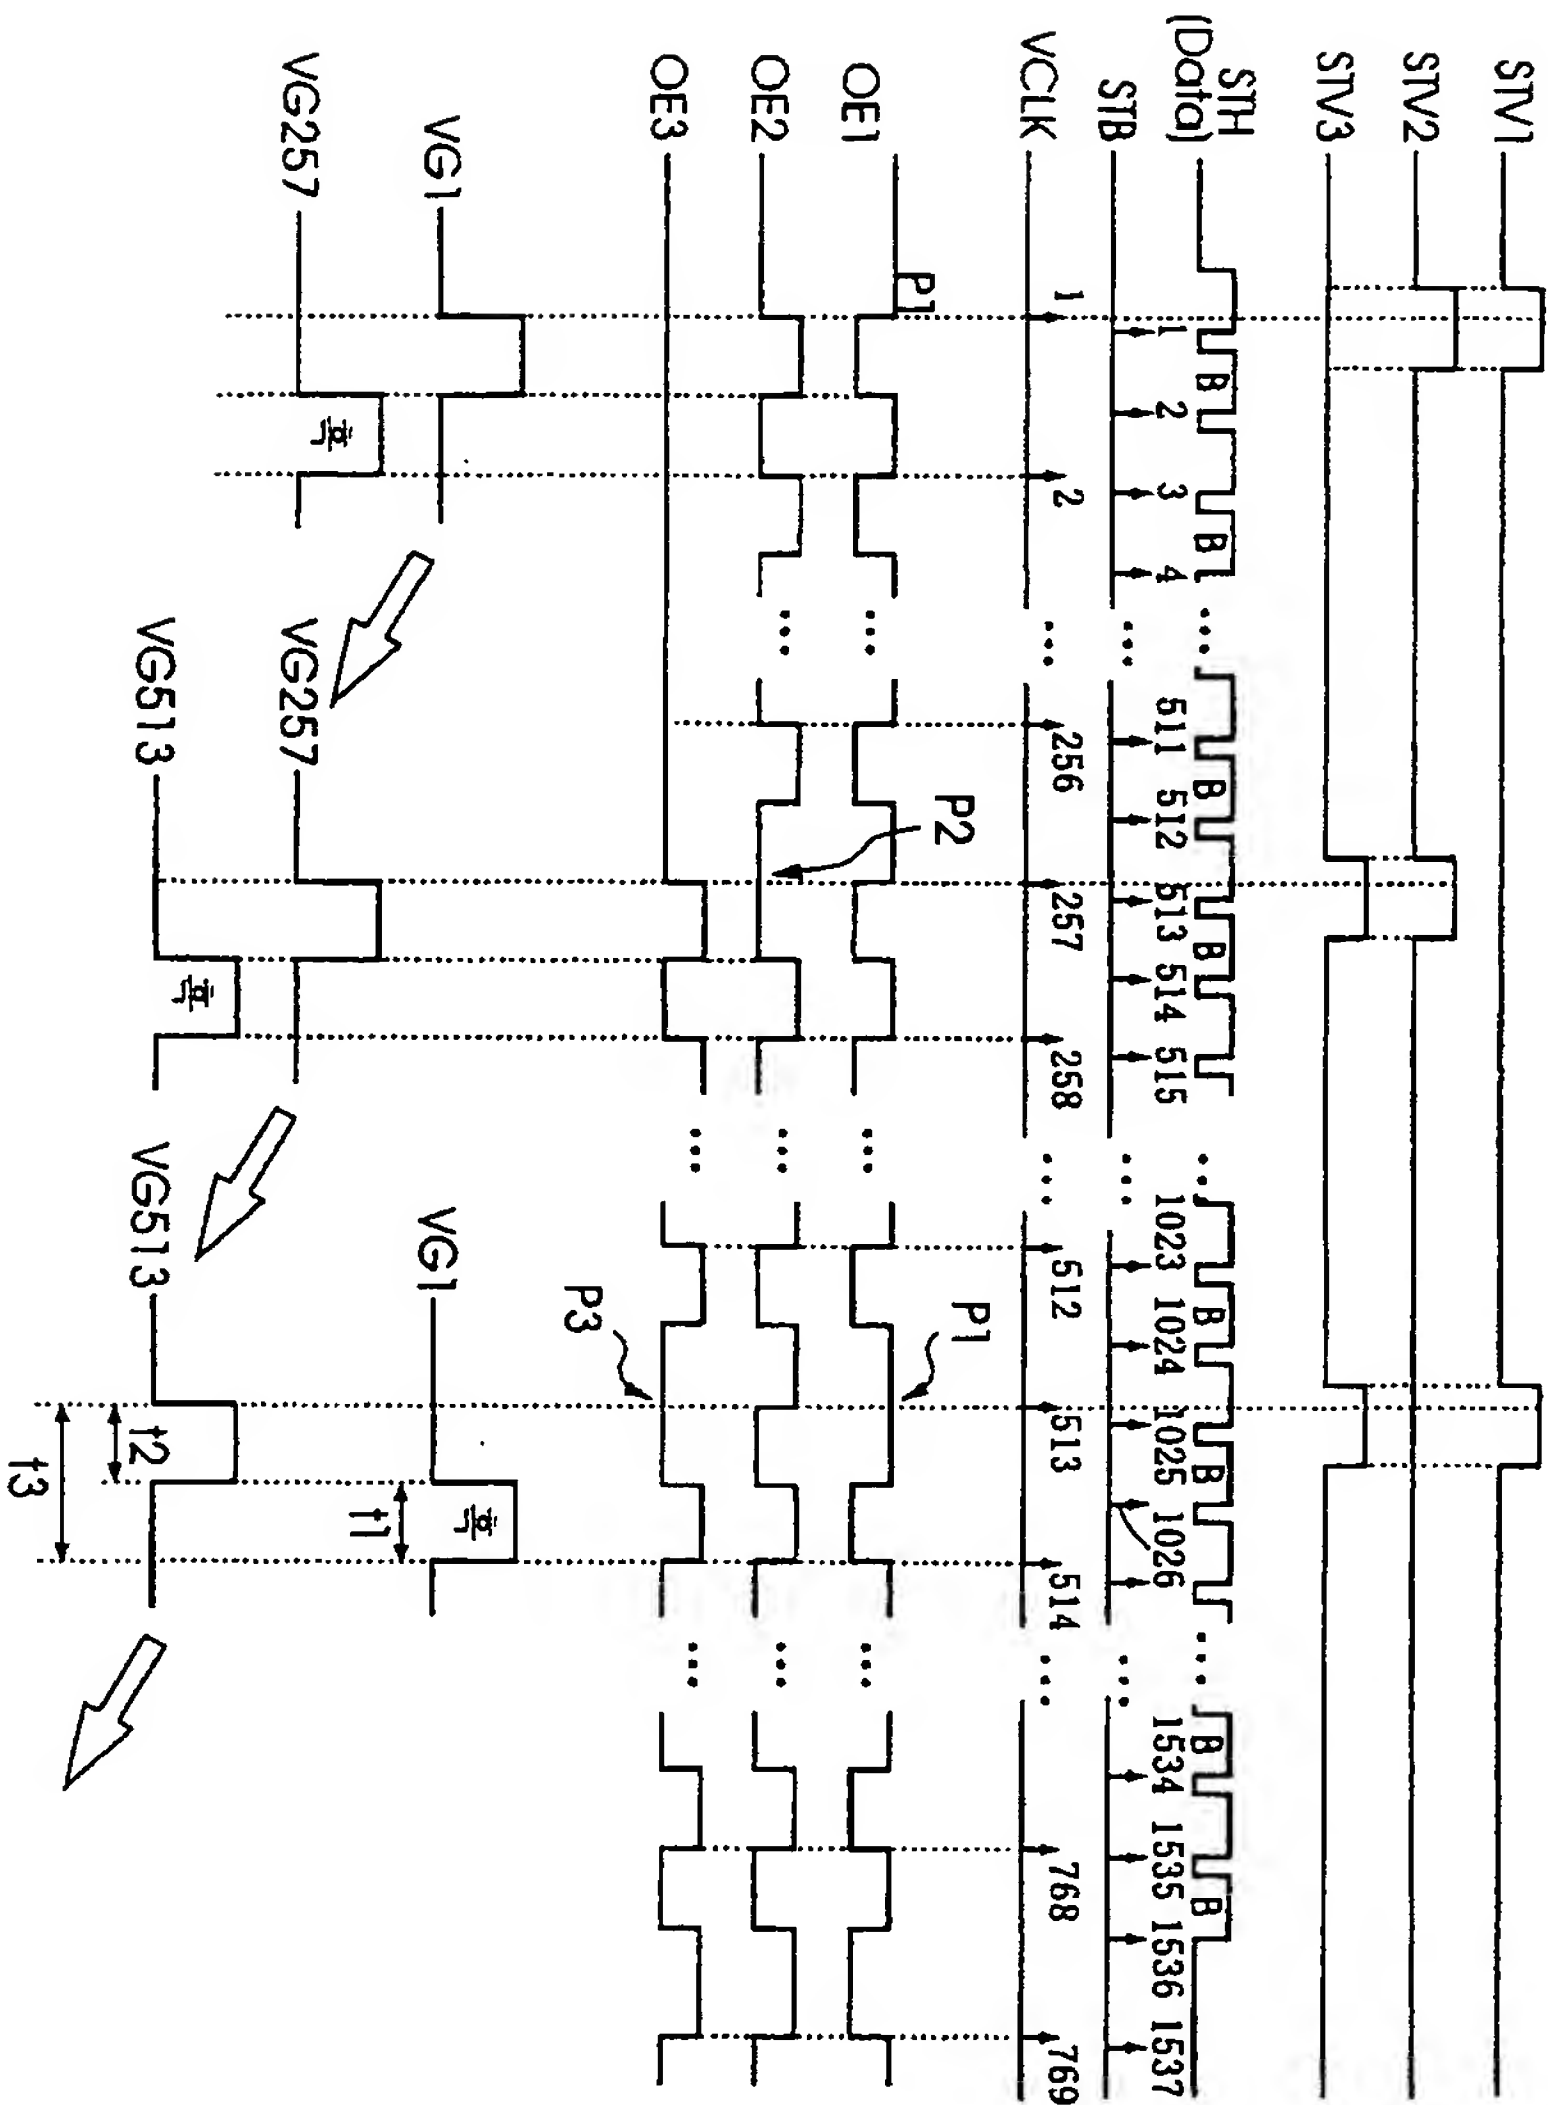 STV1
STV2
STV3
STH
(Data)
B B ... B B ... B B ... B B
STB
1 2 3 4 ... 511 512 513 514 515 ... 1023 1024 1025 1026 ... 1534 1535 1536 1537
VCLK
1 2 ... 256 257 258 ... 512 513 514 ... 768 769
OE1
P1 ... P2 ... P1 ...
OE2
... ... ...
OE3
... P3 ...
VG1
VG1
흑
t1
VG257
흑
VG257
VG513
흑
VG513
t2
t3